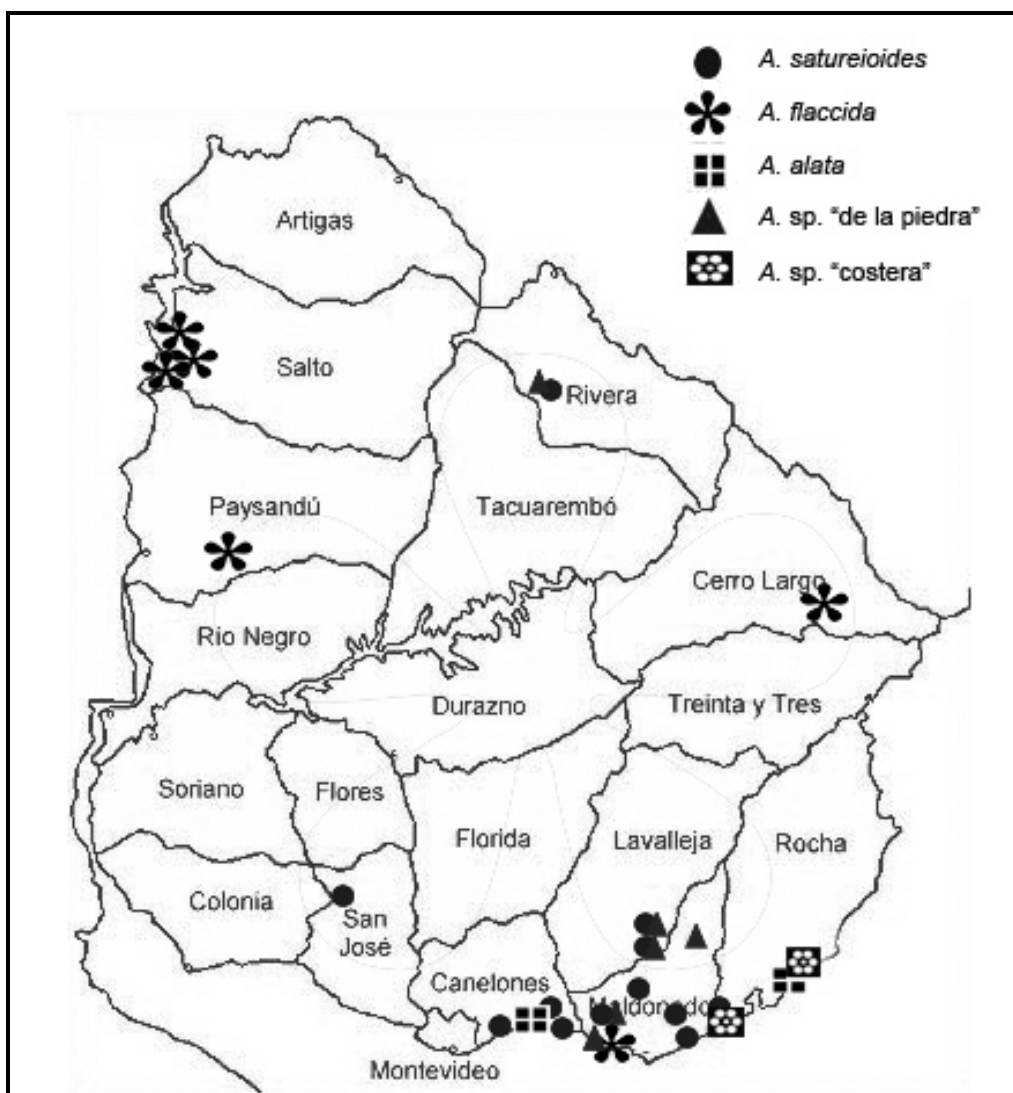 A. satureioides
A. flaccida
A. alata
A. sp. “de la piedra”
A. sp. “costera”
Artigas
Salto
Rivera
Paysandú
Tacuarembó
Cerro Largo
Rio Negro
Durazno
Treinta y Tres
Soriano
Flores
Florida
Lavalleja
Rocha
Colonia
San
José
Canelones
Maldonado
Montevideo